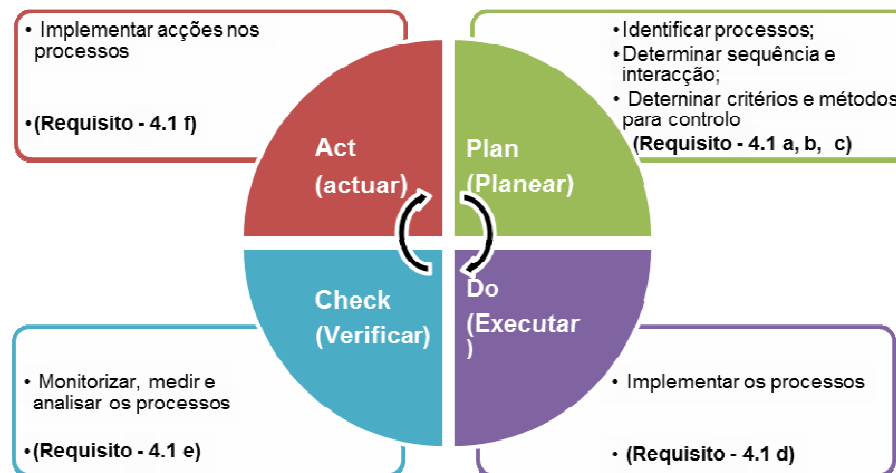 • Implementar acções nos
processos
•(Requisito - 4.1 f)
•Identificar processos;
•Determinar sequência e
interacção;
• Deterninar critérios e métodos
para controlo
(Requisito - 4.1 a, b, c)
Act
(actuar)
Plan
(Planear)
Check
(Verificar)
Do
(Executar
)
• Monitorizar, medir e
analisar os processos
•(Requisito - 4.1 e)
• Implementar os processos
• (Requisito - 4.1 d)